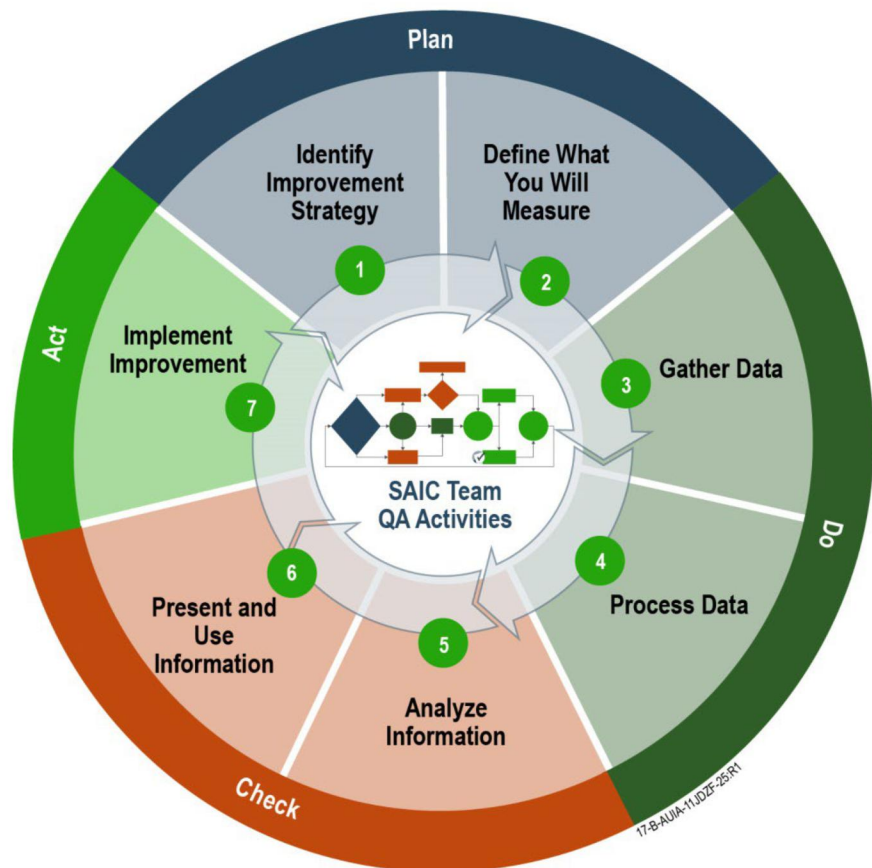 Plan
Identify
Improvement
Strategy
1
Define What
You Will
Measure
2
Gather Data
3
Do
Process Data
4
Analyze
Information
5
Check
Present and
Use
Information
6
Act
Implement
Improvement
7
SAIC Team
QA Activities
17-B-AUIA-11JDZF-25:R1